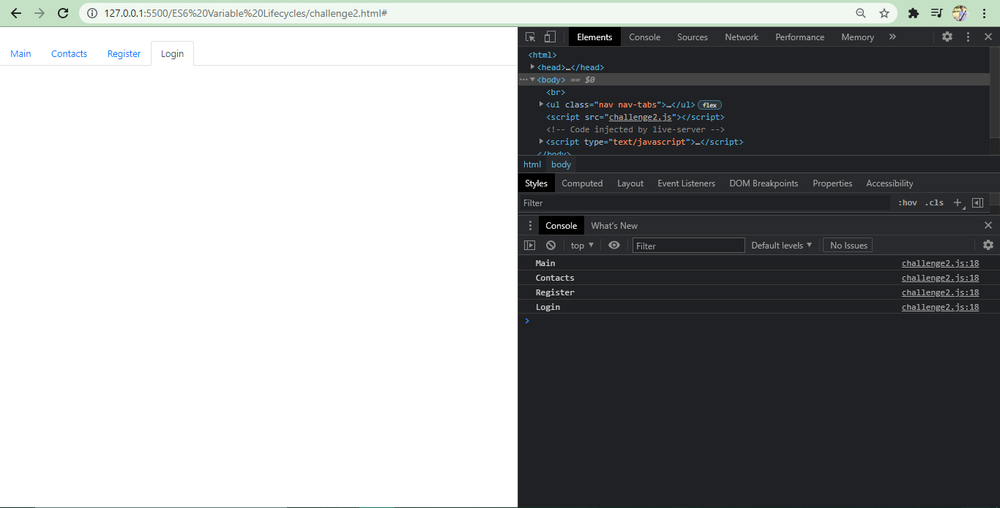 127.0.0.1:5500/ES6%20Variable%20Lifecycles/challenge2.html#
Main Contacts Register Login
Elements Console Sources Network Performance Memory »
<html>
<head>…</head>
<body> == $0
<br>
<ul class="nav nav-tabs">…</ul> flex
<script src="challenge2.js"></script>
<!-- Code injected by live-server -->
<script type="text/javascript">…</script>
</body>
html body
Styles Computed Layout Event Listeners DOM Breakpoints Properties Accessibility
Filter :hov .cls +
Console What's New
top Filter Default levels No Issues
Main challenge2.js:18
Contacts challenge2.js:18
Register challenge2.js:18
Login challenge2.js:18